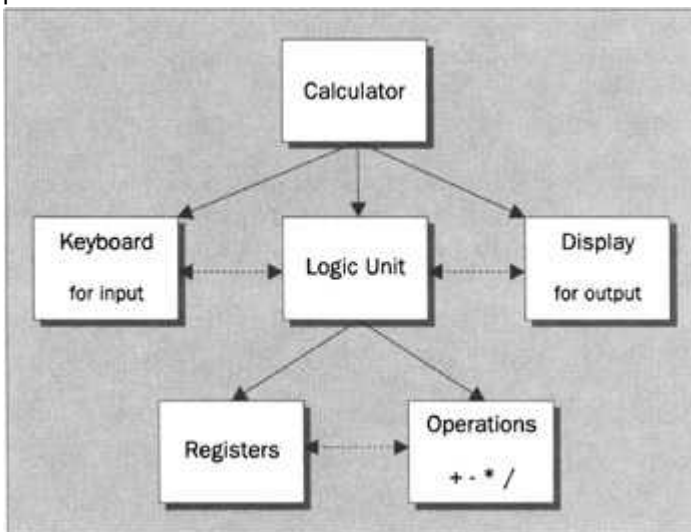 Calculator
Keyboard
for input
Logic Unit
Display
for output
Registers
Operations
+ - * /